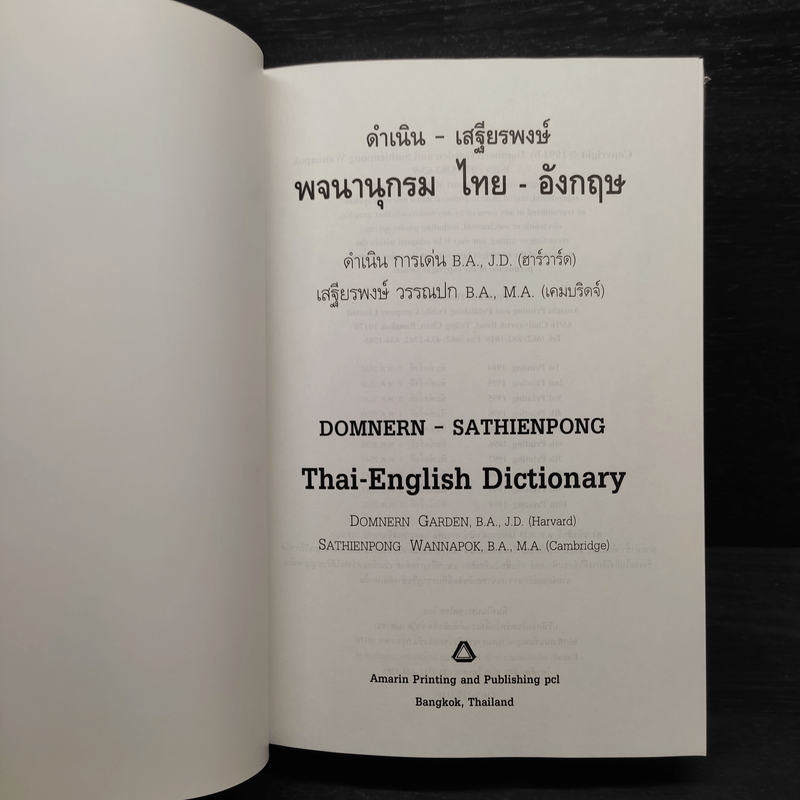 ดำเนิน – เสฐียรพงษ์
พจนานุกรม ไทย - อังกฤษ
ดำเนิน การเด่น B.A., J.D. (ฮาร์วาร์ด)
เสฐียรพงษ์ วรรณปก B.A., M.A. (เคมบริดจ์)
DOMNERN – SATHIENPONG
Thai-English Dictionary
DOMNERN GARDEN, B.A., J.D. (Harvard)
SATHIENPONG WANNAPOK, B.A., M.A. (Cambridge)
Amarin Printing and Publishing pcl
Bangkok, Thailand